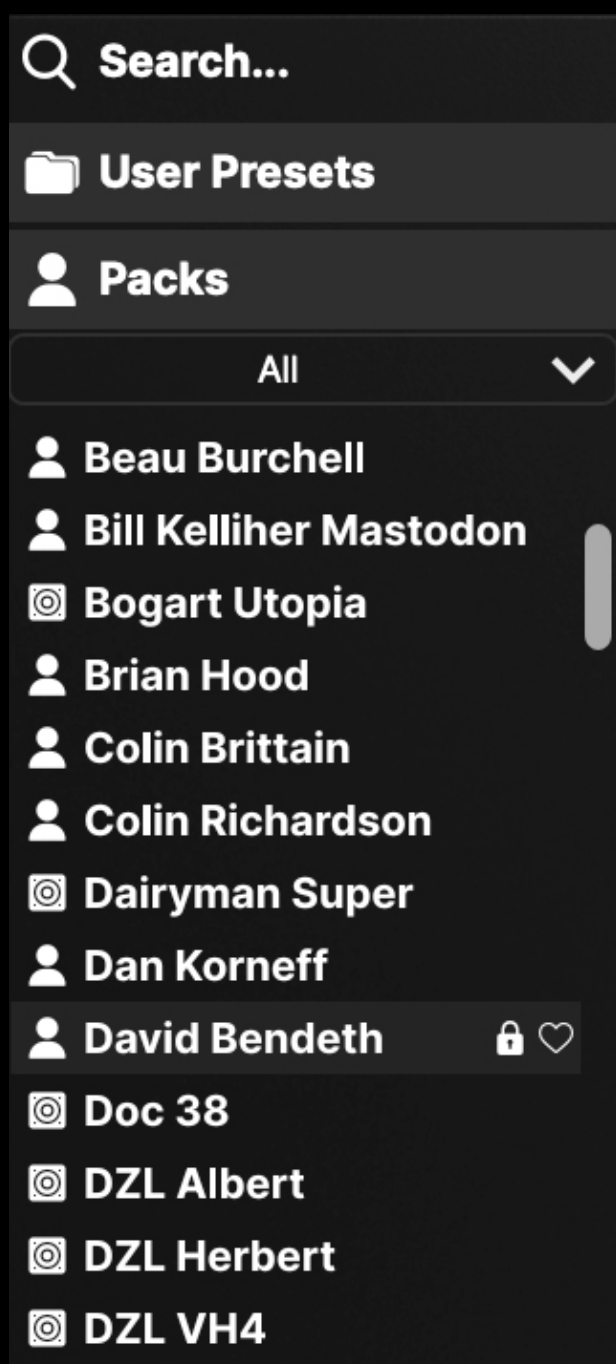 Search...
User Presets
Packs
All
Beau Burchell
Bill Kelliher Mastodon
Bogart Utopia
Brian Hood
Colin Brittain
Colin Richardson
Dairyman Super
Dan Korneff
David Bendeth
Doc 38
DZL Albert
DZL Herbert
DZL VH4